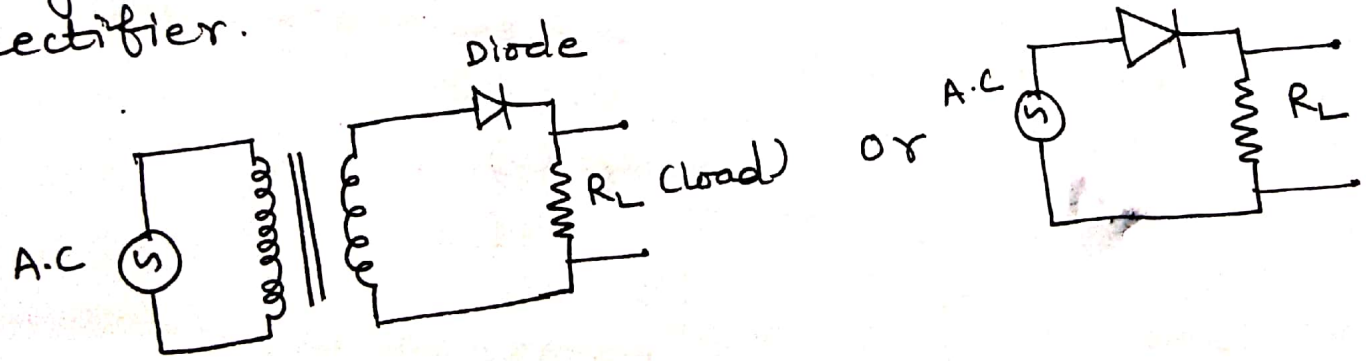 ectifier.
Diode
A.C
RL (load)
or
A.C
RL